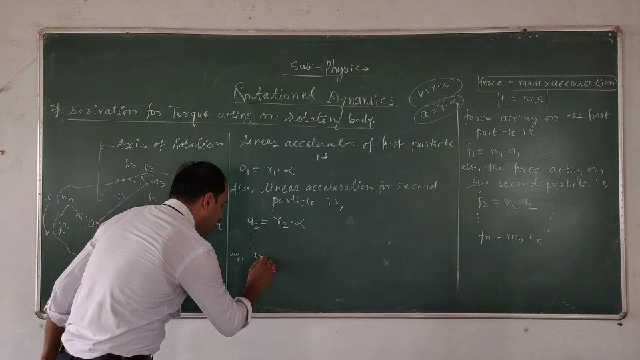 Sub - Physics
Rotational Dynamics
# Derivation for Torque acting on Rotating body
Axis of Rotation
linear acceleration of first particle
is
a₁ = r₁·α
Also, linear acceleration for second
particle is,
a₂ = r₂·α
Force = mass × acceleration
F = m.a
Force acting on the first
particle is
f₁ = m₁ a₁
also the force acting on
the second particle is
f₂ = m₂ a₂
fn = mn an